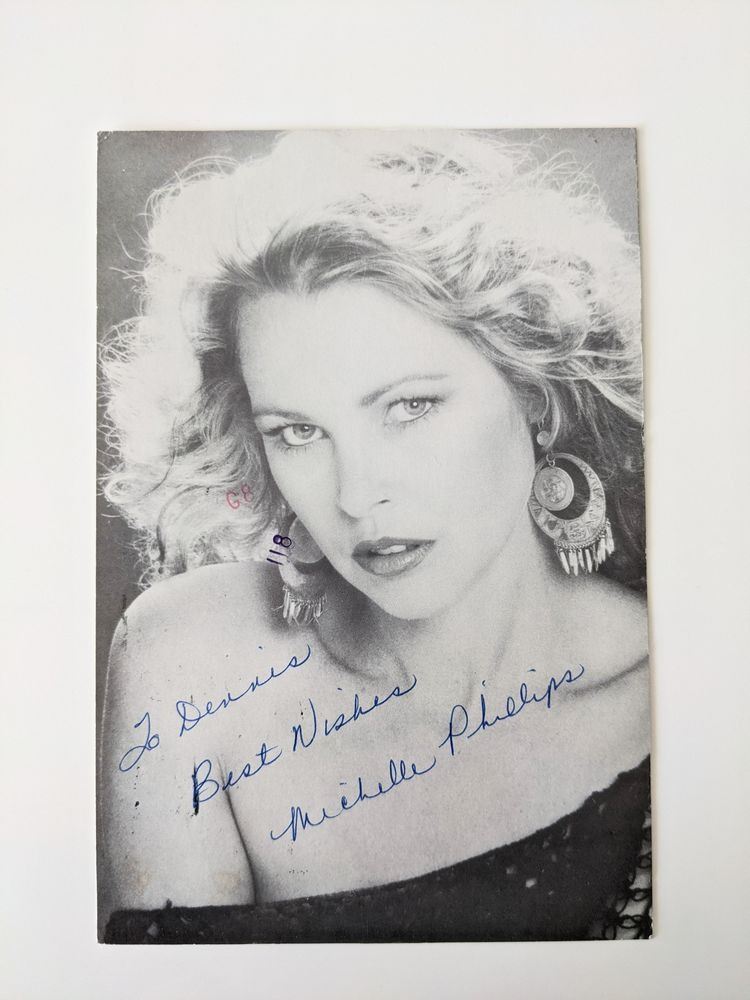 G8
118
To Dennis
Best Wishes
Michelle Phillips